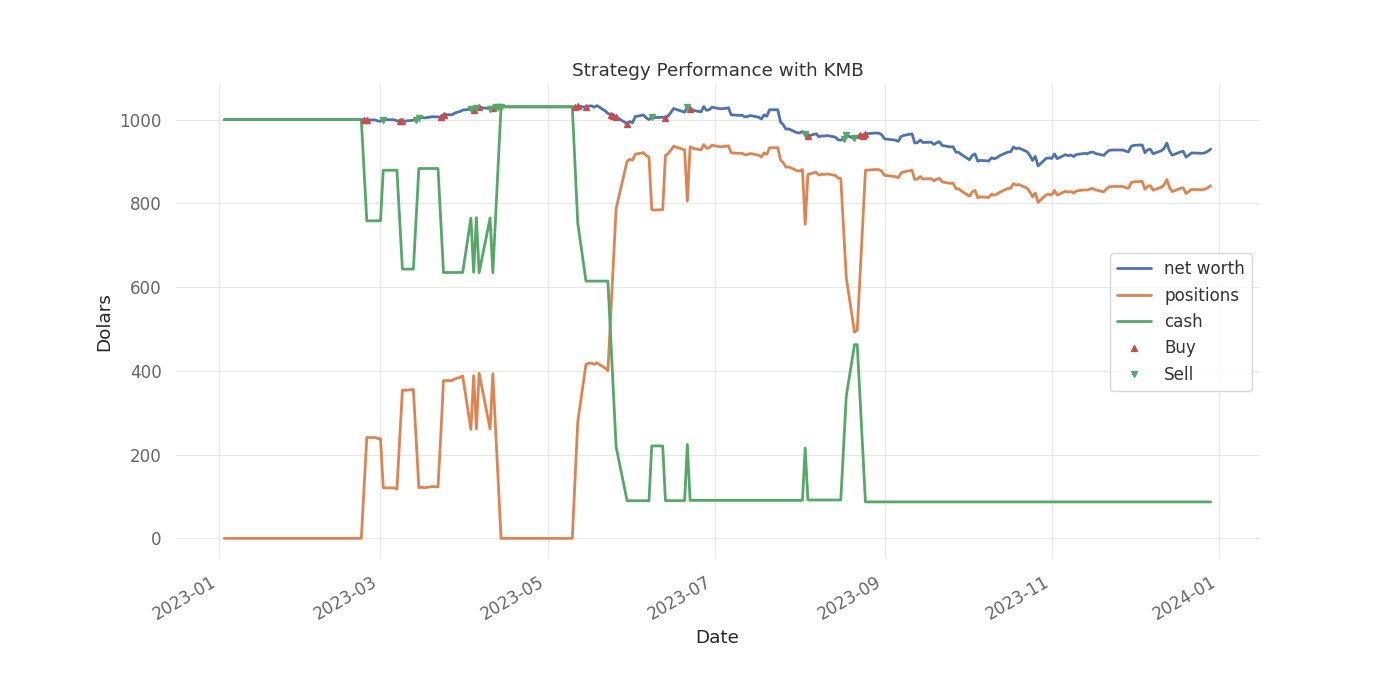 Strategy Performance with KMB
Dolars
1000
800
600
400
200
0
net worth
positions
cash
Buy
Sell
2023-01
2023-03
2023-05
2023-07
2023-09
2023-11
2024-01
Date